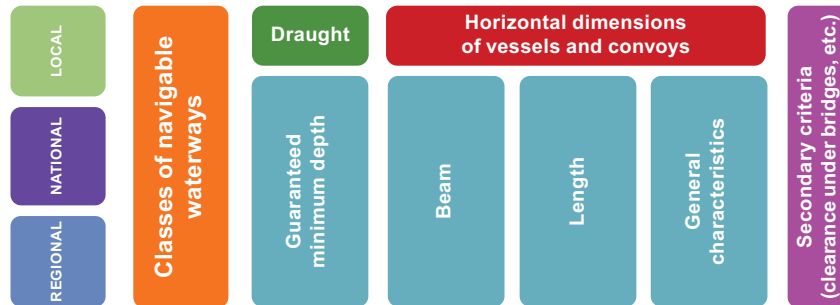 LOCAL
NATIONAL
REGIONAL
Classes of navigable
waterways
Draught
Guaranteed
minimum depth
Horizontal dimensions
of vessels and convoys
Beam
Length
General
characteristics
Secondary criteria
(clearance under bridges, etc.)